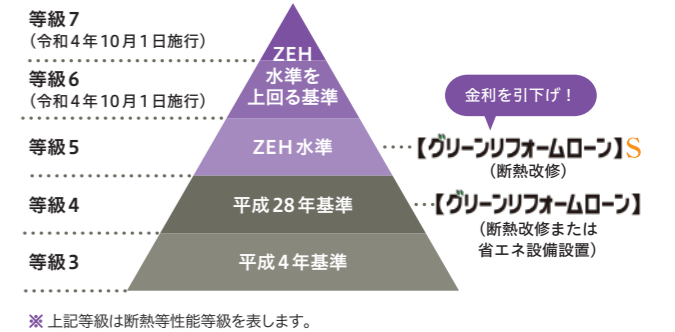 等級7
（令和4年10月1日施行）
ZEH
水準を
上回る基準
等級6
（令和4年10月1日施行）
金利を引下げ！
等級5
ZEH水準
【グリーンリフォームローン】S
（断熱改修）
等級4
平成28年基準
【グリーンリフォームローン】
（断熱改修または
省エネ設備設置）
等級3
平成4年基準
※ 上記等級は断熱等性能等級を表します。